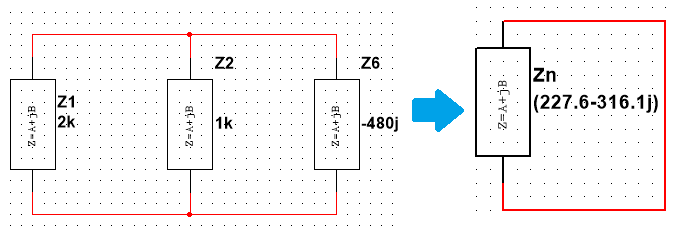 Z1
2k
Z=A+jB
Z2
1k
Z=A+jB
Z6
-480j
Z=A+jB
Zn
(227.6-316.1j)
Z=A+jB